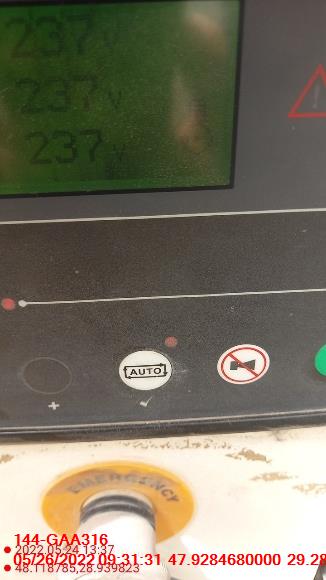 237 V
237 V
237 V
AUTO
+
EMERGENCY
144-GAA316
2022.05.24 13:37
05/26/2022 09:31:31 47.9284680000 29.28
48.118785,28.939823